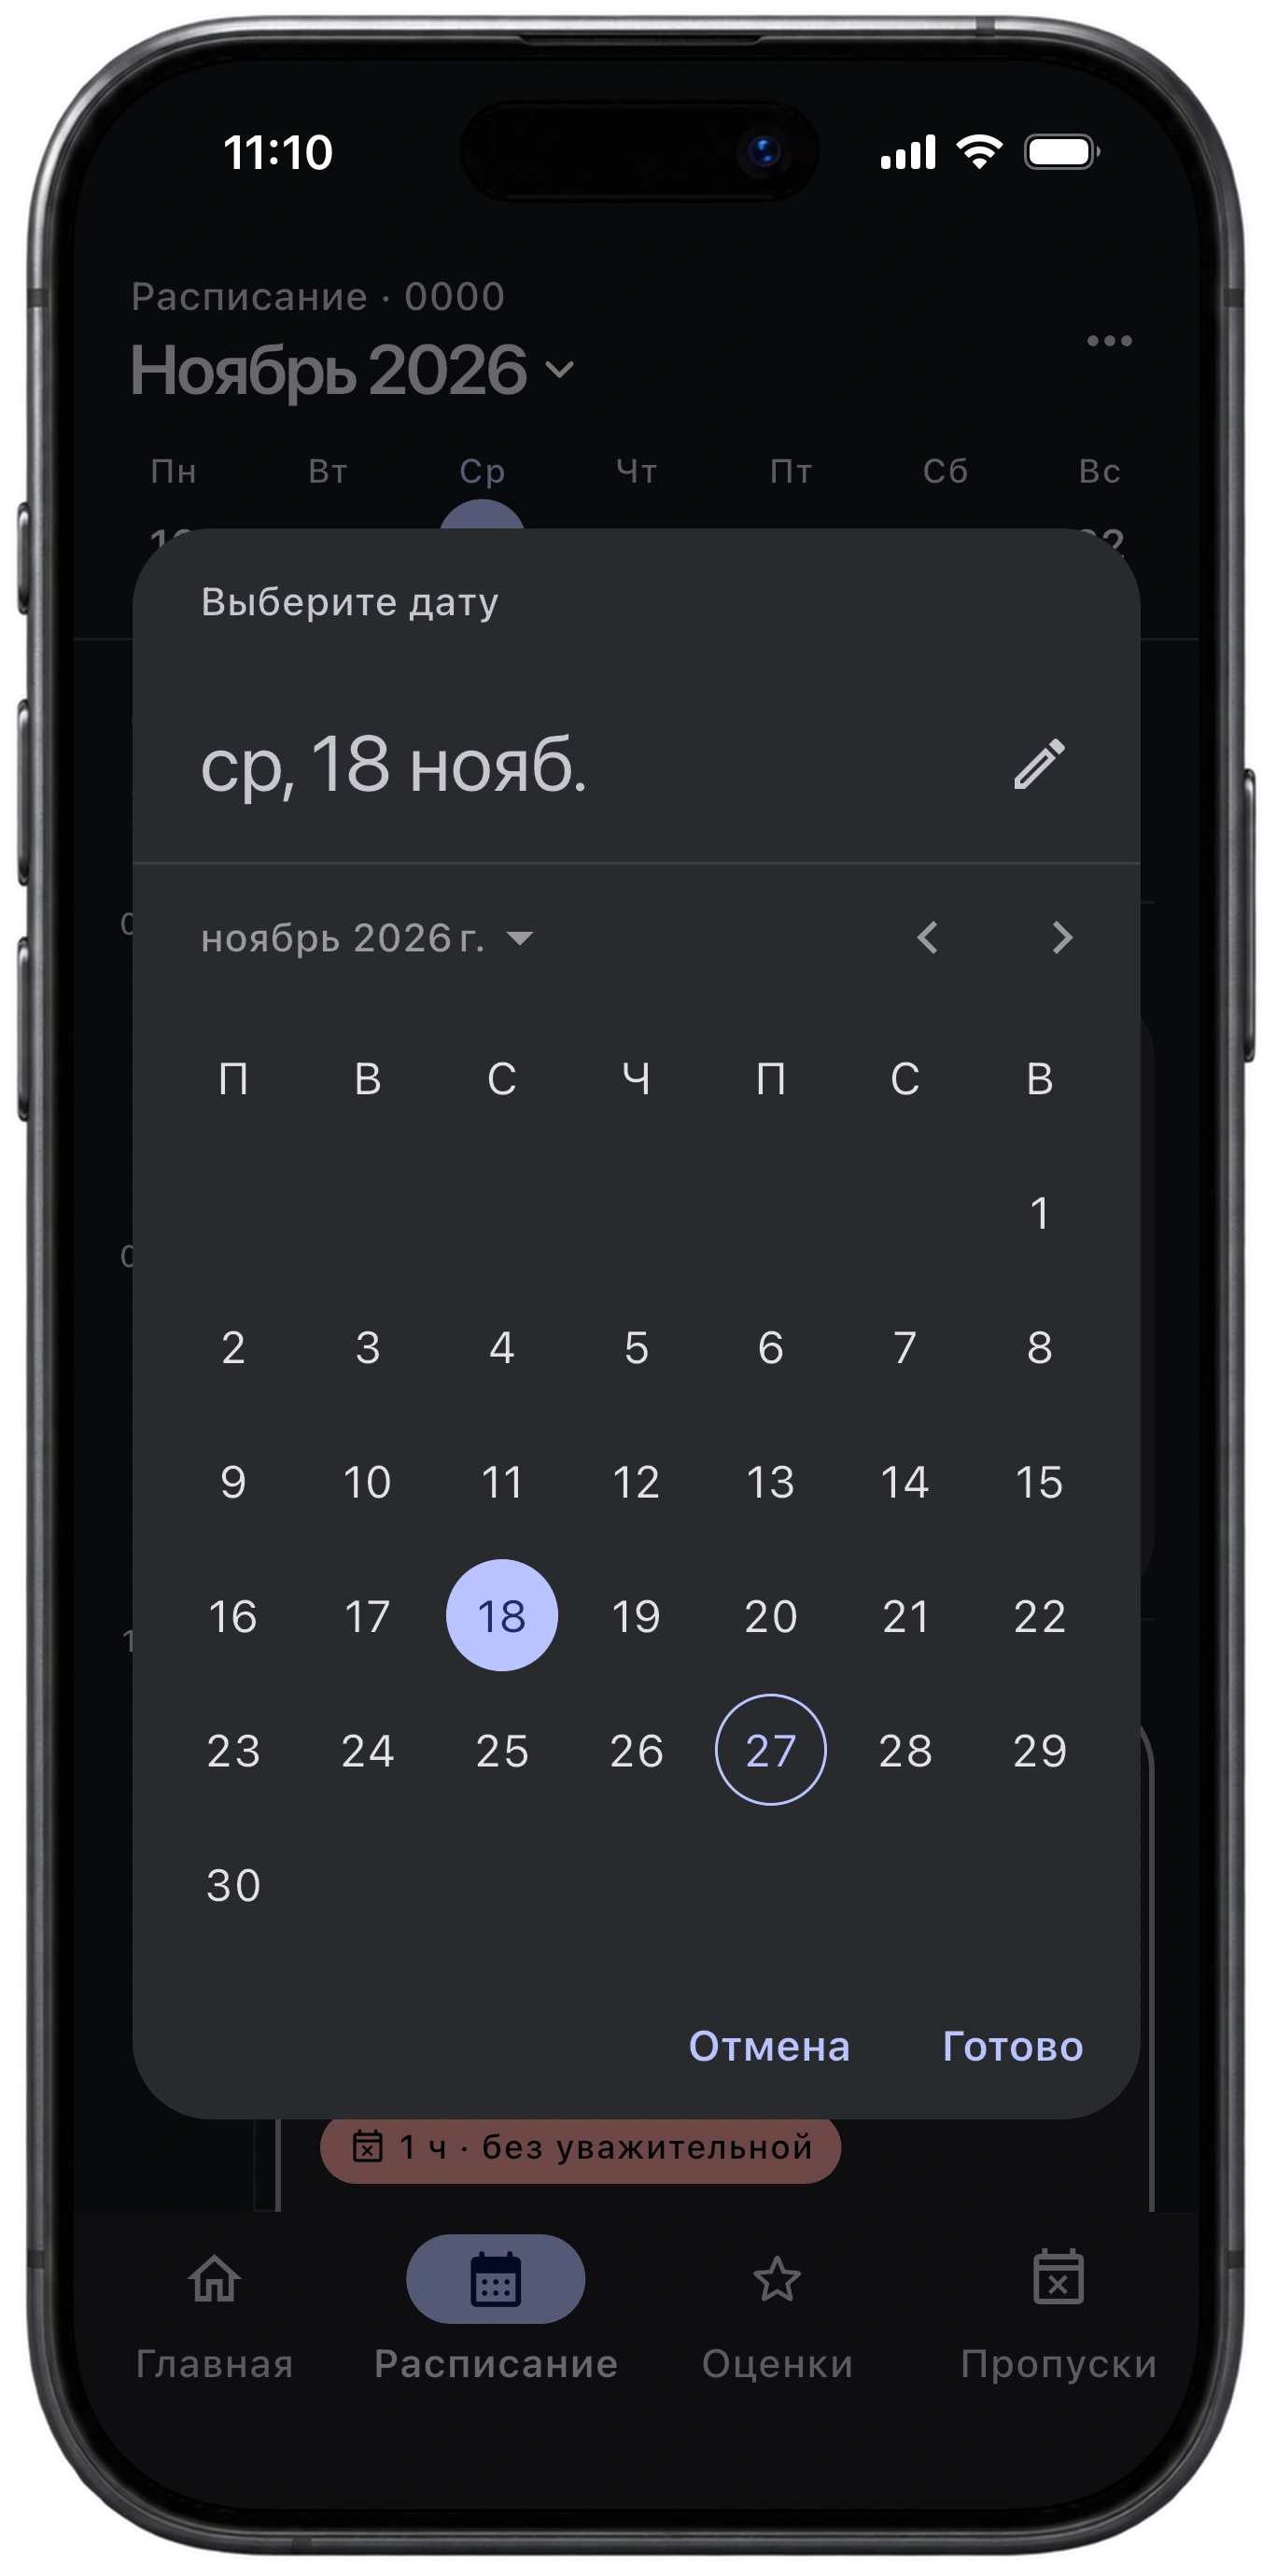 11:10
Расписание · 0000
Ноябрь 2026
Пн Вт Ср Чт Пт Сб Вс
Выберите дату
ср, 18 нояб.
ноябрь 2026 г.
П В С Ч П С В
1
2 3 4 5 6 7 8
9 10 11 12 13 14 15
16 17 18 19 20 21 22
23 24 25 26 27 28 29
30
Отмена Готово
1 ч · без уважительной
Главная Расписание Оценки Пропуски